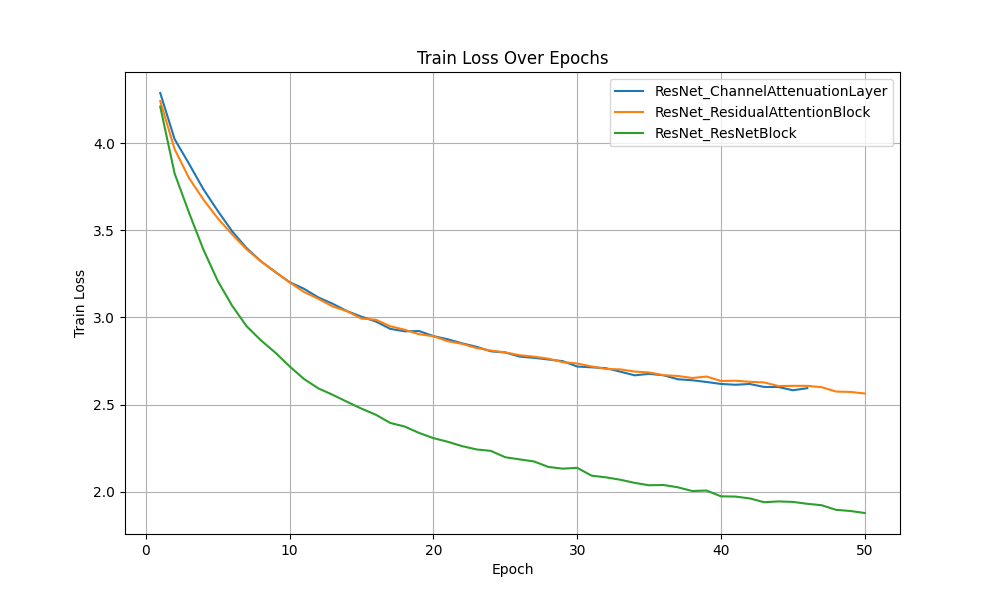 Train Loss Over Epochs
ResNet_ChannelAttenuationLayer
ResNet_ResidualAttentionBlock
ResNet_ResNetBlock
Train Loss
4.0
3.5
3.0
2.5
2.0
0 10 20 30 40 50
Epoch